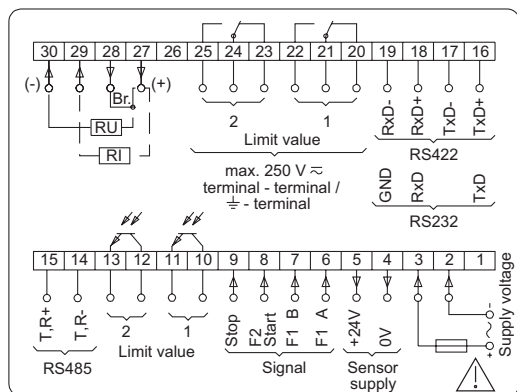 30 29 28 27 26 25 24 23 22 21 20 19 18 17 16
(-) (+)
Br.
RU
RI
2 1
Limit value
max. 250 V ⏦
terminal - terminal /
⏚ - terminal
RxD- RxD+ TxD- TxD+
RS422
GND RxD TxD
RS232
15 14 13 12 11 10 9 8 7 6 5 4 3 2 1
T,R+ T,R-
RS485
2 1
Limit value
Stop
F2 Start
F1 B
F1 A
Signal
+24V 0V
Sensor
supply
- ~ +
Supply voltage
!